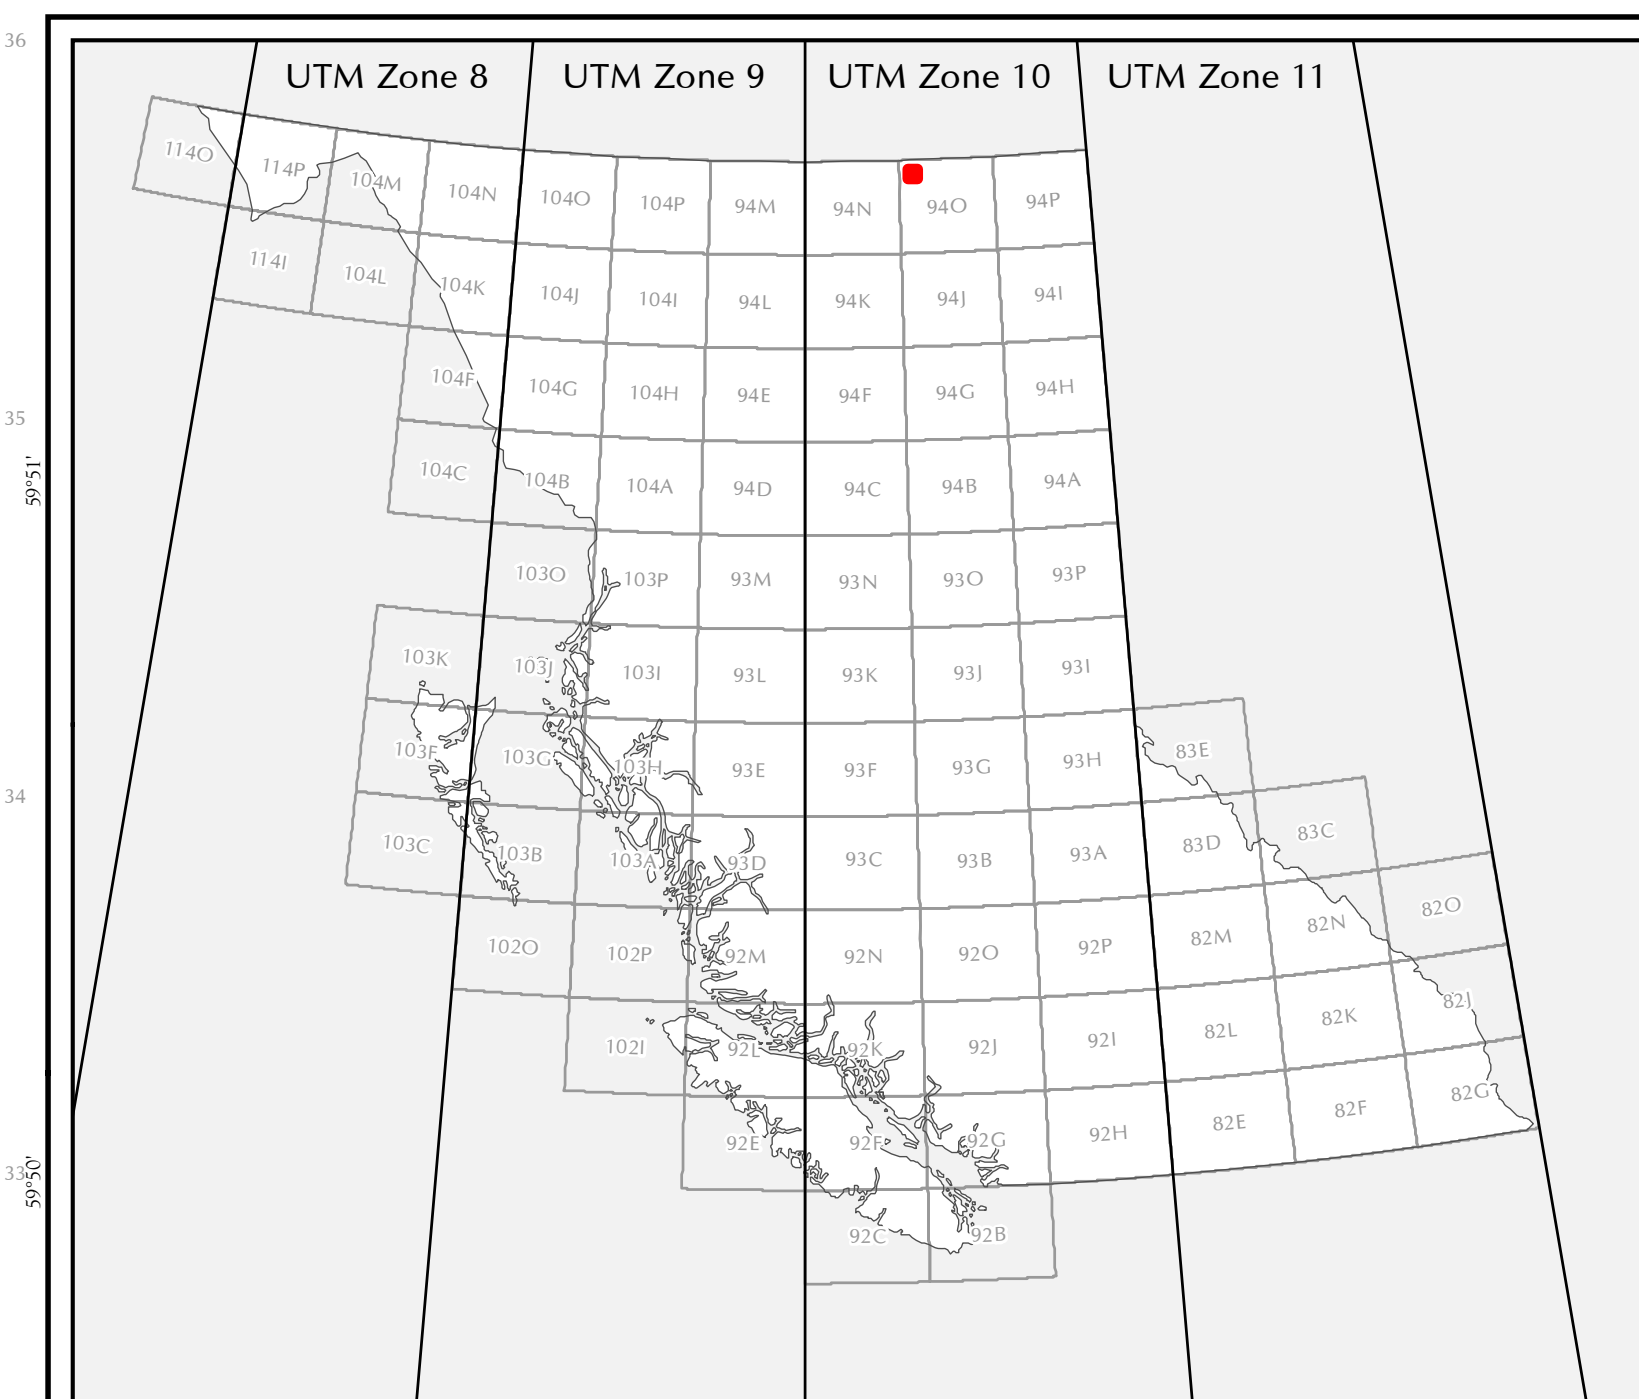 36
UTM Zone 8 UTM Zone 9 UTM Zone 10 UTM Zone 11
114O 114P 104M 104N 104O 104P 94M 94N 94O 94P
114I 104L 104K 104J 104I 94L 94K 94J 94I
104F 104G 104H 94E 94F 94G 94H
35
59°51'
104C 104B 104A 94D 94C 94B 94A
103O 103P 93M 93N 93O 93P
103K 103J 103I 93L 93K 93J 93I
103F 103G 103H 93E 93F 93G 93H 83E
34
103C 103B 103A 93D 93C 93B 93A 83D 83C
102O 102P 92M 92N 92O 92P 82M 82N 82O
102I 92L 92K 92J 92I 82L 82K 82J
92E 92F 92G 92H 82E 82F 82G
33
59°50'
92C 92B